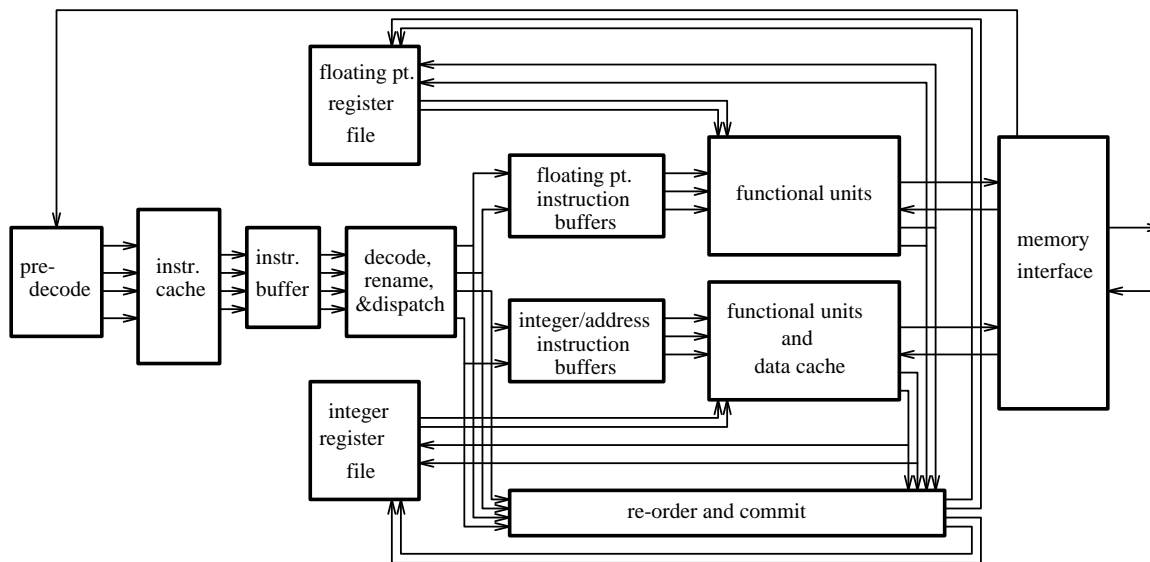 floating pt.
register
file
floating pt.
instruction
buffers
functional units
pre-
decode
instr.
cache
instr.
buffer
decode,
rename,
&dispatch
memory
interface
integer/address
instruction
buffers
functional units
and
data cache
integer
register
file
re-order and commit